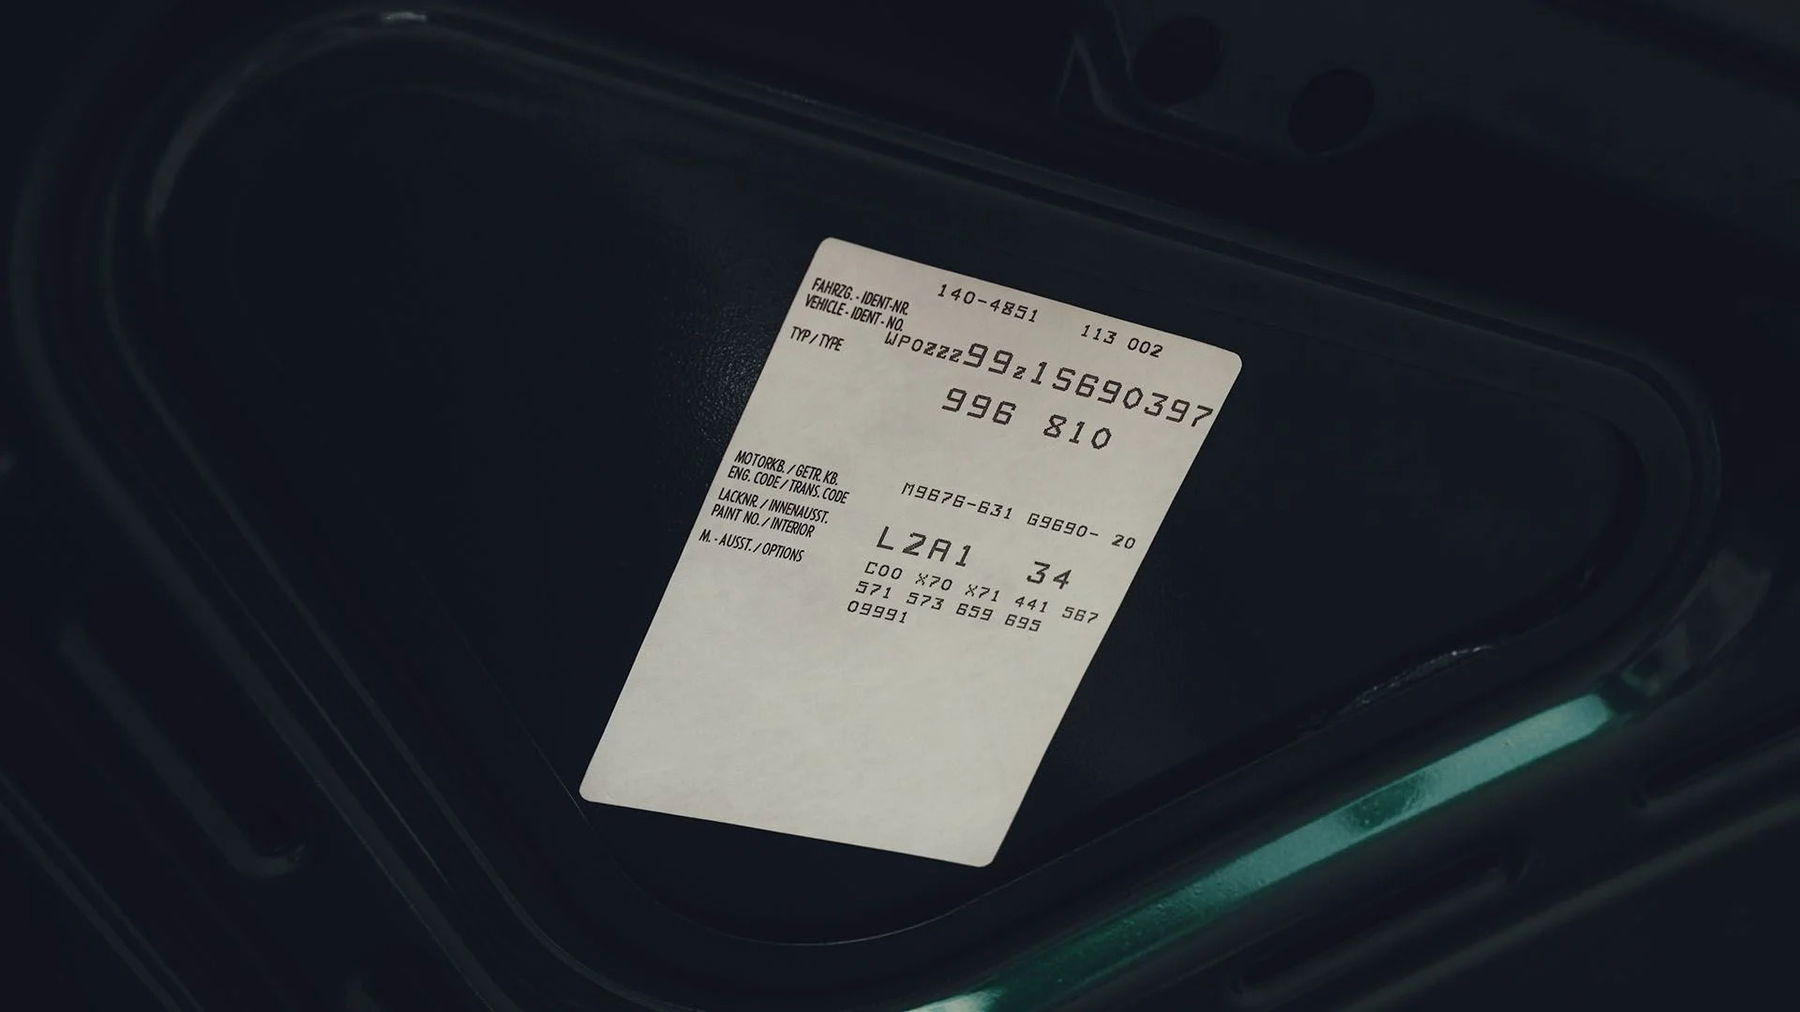 140-4851 113 002
FAHRZG. - IDENT-NR.
VEHICLE - IDENT - NO.
WPOZZZ99Z1S690397
TYP / TYPE
996 810
MOTORKB. / GETR. KB.
ENG. CODE / TRANS. CODE
M9676-631 G9690- 20
LACKNR. / INNENAUSST.
PAINT NO. / INTERIOR
L2A1 34
M. - AUSST. / OPTIONS
C00 X70 X71 441 567
571 573 659 695
09991